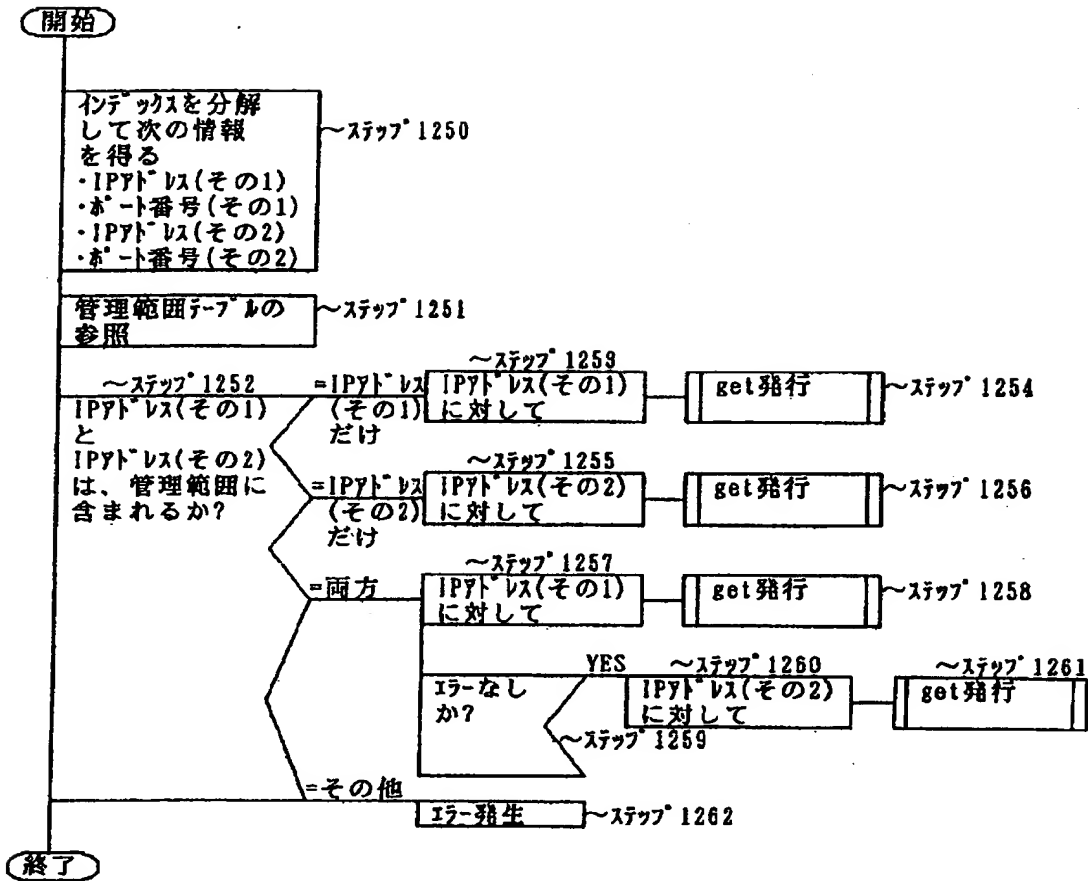 開始
インデックスを分解
して次の情報
を得る
・IPアドレス(その1)
・ポート番号(その1)
・IPアドレス(その2)
・ポート番号(その2)
～ステップ1250
管理範囲テーブルの
参照
～ステップ1251
～ステップ1252
IPアドレス(その1)
と
IPアドレス(その2)
は、管理範囲に
含まれるか?
=IPアドレス
(その1)
だけ
～ステップ1253
IPアドレス(その1)
に対して
get発行
～ステップ1254
=IPアドレス
(その2)
だけ
～ステップ1255
IPアドレス(その2)
に対して
get発行
～ステップ1256
=両方
～ステップ1257
IPアドレス(その1)
に対して
get発行
～ステップ1258
エラーなし
か?
YES
～ステップ1259
～ステップ1260
IPアドレス(その2)
に対して
～ステップ1261
get発行
=その他
エラー発生
～ステップ1262
終了